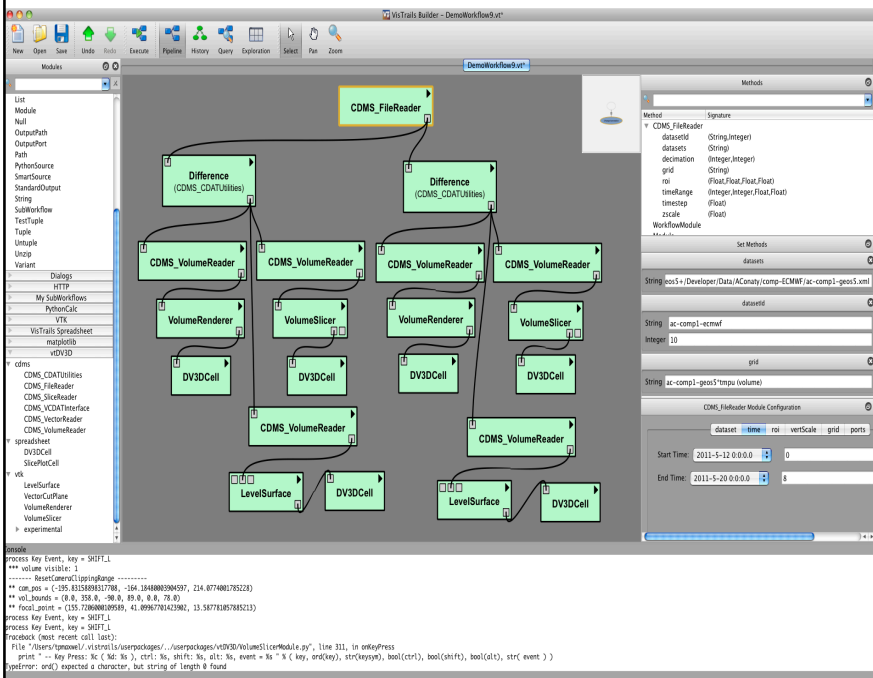 VisTrails Builder - DemoWorkflow9.vt*
New Open Save Undo Redo Execute Pipeline History Query Exploration Select Pan Zoom
Modules
DemoWorkflow9.vt*
List
Module
Null
OutputPath
OutputPort
Path
PythonSource
SmartSource
StandardOutput
String
SubWorkflow
TestTuple
Tuple
Untuple
Unzip
Variant
Dialogs
HTTP
My SubWorkflows
PythonCalc
VTK
VisTrails Spreadsheet
matplotlib
vtDV3D
cdms
CDMS_CDATUtilities
CDMS_FileReader
CDMS_SliceReader
CDMS_VCDATInterface
CDMS_VectorReader
CDMS_VolumeReader
spreadsheet
DV3DCell
SlicePlotCell
vtk
LevelSurface
VectorCutPlane
VolumeRenderer
VolumeSlicer
experimental
CDMS_FileReader
Difference
(CDMS_CDATUtilities)
Difference
(CDMS_CDATUtilities)
CDMS_VolumeReader
CDMS_VolumeReader
CDMS_VolumeReader
CDMS_VolumeReader
VolumeRenderer
VolumeSlicer
VolumeRenderer
VolumeSlicer
DV3DCell
DV3DCell
DV3DCell
DV3DCell
CDMS_VolumeReader
CDMS_VolumeReader
LevelSurface
DV3DCell
LevelSurface
DV3DCell
Methods
Method Signature
CDMS_FileReader
datasetId (String,Integer)
datasets (String)
decimation (Integer,Integer)
grid (String)
roi (Float,Float,Float,Float)
timeRange (Integer,Integer,Float,Float)
timestep (Float)
zscale (Float)
WorkflowModule
Set Methods
datasets
String eos5+/Developer/Data/AConaty/comp-ECMWF/ac-comp1-geos5.xml
datasetId
String ac-comp1-ecmwf
Integer 10
grid
String ac-comp1-geos5*tmpu (volume)
CDMS_FileReader Module Configuration
dataset time roi vertScale grid ports
Start Time: 2011-5-12 0:0:0.0 0
End Time: 2011-5-20 0:0:0.0 8
Console
process Key Event, key = SHIFT_L
*** volume visible: 1
------- ResetCameraClippingRange ---------
** cam_pos = (-195.83158898317708, -164.18480003904597, 214.0774001785228)
** vol_bounds = (0.0, 358.0, -90.0, 89.0, 0.0, 78.0)
** focal_point = (155.7206000109589, 41.09967701423902, 13.587781057885213)
process Key Event, key = SHIFT_L
process Key Event, key = SHIFT_L
Traceback (most recent call last):
File "/Users/tpmaxwel/.vistrails/userpackages/../userpackages/vtDV3D/VolumeSlicerModule.py", line 311, in onKeyPress
print " -- Key Press: %c ( %d: %s ), ctrl: %s, shift: %s, alt: %s, event = %s " % ( key, ord(key), str(keysym), bool(ctrl), bool(shift), bool(alt), str( event ) )
TypeError: ord() expected a character, but string of length 0 found